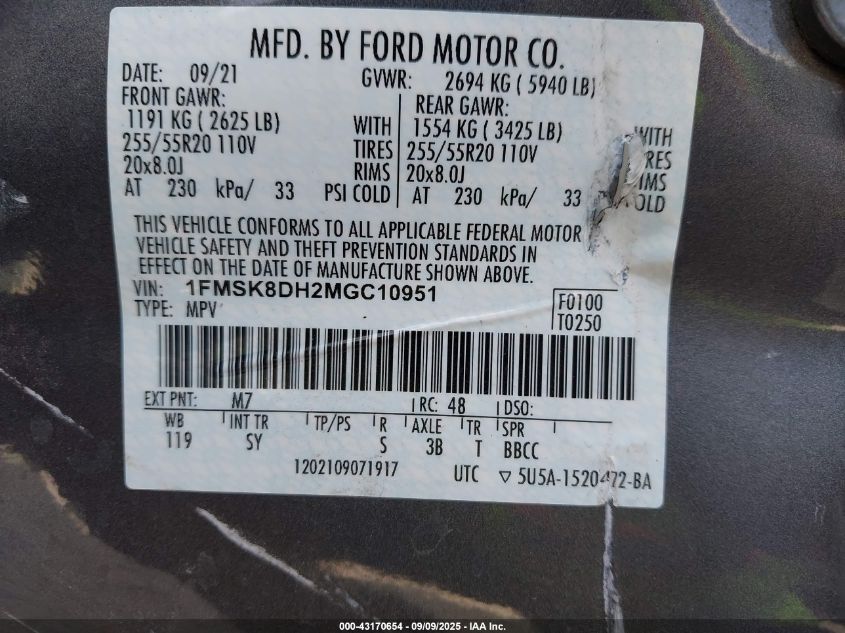 MFD. BY FORD MOTOR CO.
DATE: 09/21 GVWR: 2694 KG ( 5940 LB)
FRONT GAWR: REAR GAWR:
1191 KG ( 2625 LB) WITH 1554 KG ( 3425 LB) WITH
255/55R20 110V TIRES 255/55R20 110V RES
20x8.0J RIMS 20x8.0J IMS
AT 230 kPa/ 33 PSI COLD AT 230 kPa/ 33 OLD
THIS VEHICLE CONFORMS TO ALL APPLICABLE FEDERAL MOTOR
VEHICLE SAFETY AND THEFT PREVENTION STANDARDS IN
EFFECT ON THE DATE OF MANUFACTURE SHOWN ABOVE.
VIN: 1FMSK8DH2MGC10951 F0100
TYPE: MPV T0250
EXT PNT: M7 RC: 48 DSO:
WB INT TR TP/PS R AXLE TR SPR
119 SY S 3B T BBCC
1202109071917 UTC ▽ 5U5A-1520472-BA
000-43170654 - 09/09/2025 - IAA Inc.